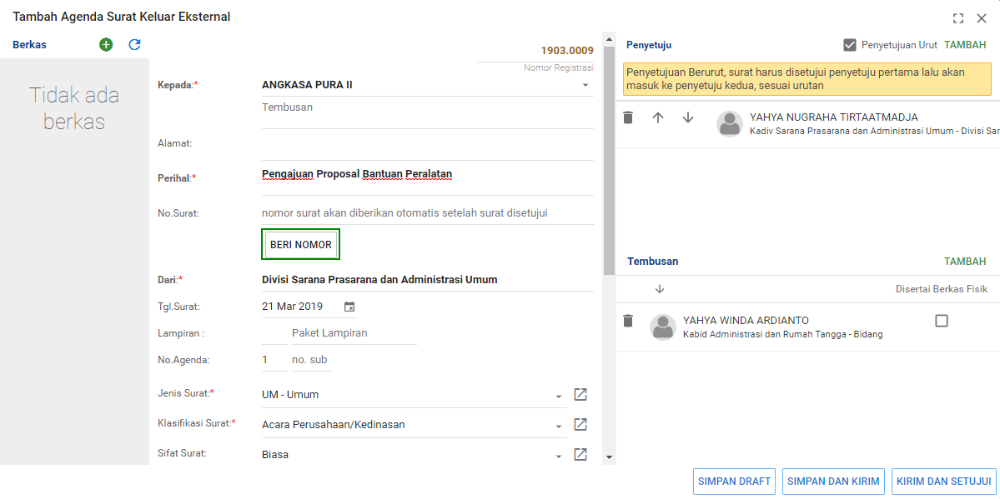 Tambah Agenda Surat Keluar Eksternal
Berkas
Tidak ada
berkas
1903.0009
Nomor Registrasi
Kepada:* ANGKASA PURA II
Tembusan
Alamat:
Perihal:* Pengajuan Proposal Bantuan Peralatan
No.Surat: nomor surat akan diberikan otomatis setelah surat disetujui
BERI NOMOR
Dari:* Divisi Sarana Prasarana dan Administrasi Umum
Tgl.Surat: 21 Mar 2019
Lampiran : Paket Lampiran
No.Agenda: 1 no. sub
Jenis Surat:* UM - Umum
Klasifikasi Surat:* Acara Perusahaan/Kedinasan
Sifat Surat: Biasa
Penyetuju Penyetujuan Urut TAMBAH
Penyetujuan Berurut, surat harus disetujui penyetuju pertama lalu akan
masuk ke penyetuju kedua, sesuai urutan
YAHYA NUGRAHA TIRTAATMADJA
Kadiv Sarana Prasarana dan Administrasi Umum - Divisi Sar
Tembusan TAMBAH
Disertai Berkas Fisik
YAHYA WINDA ARDIANTO
Kabid Administrasi dan Rumah Tangga - Bidang
SIMPAN DRAFT SIMPAN DAN KIRIM KIRIM DAN SETUJUI